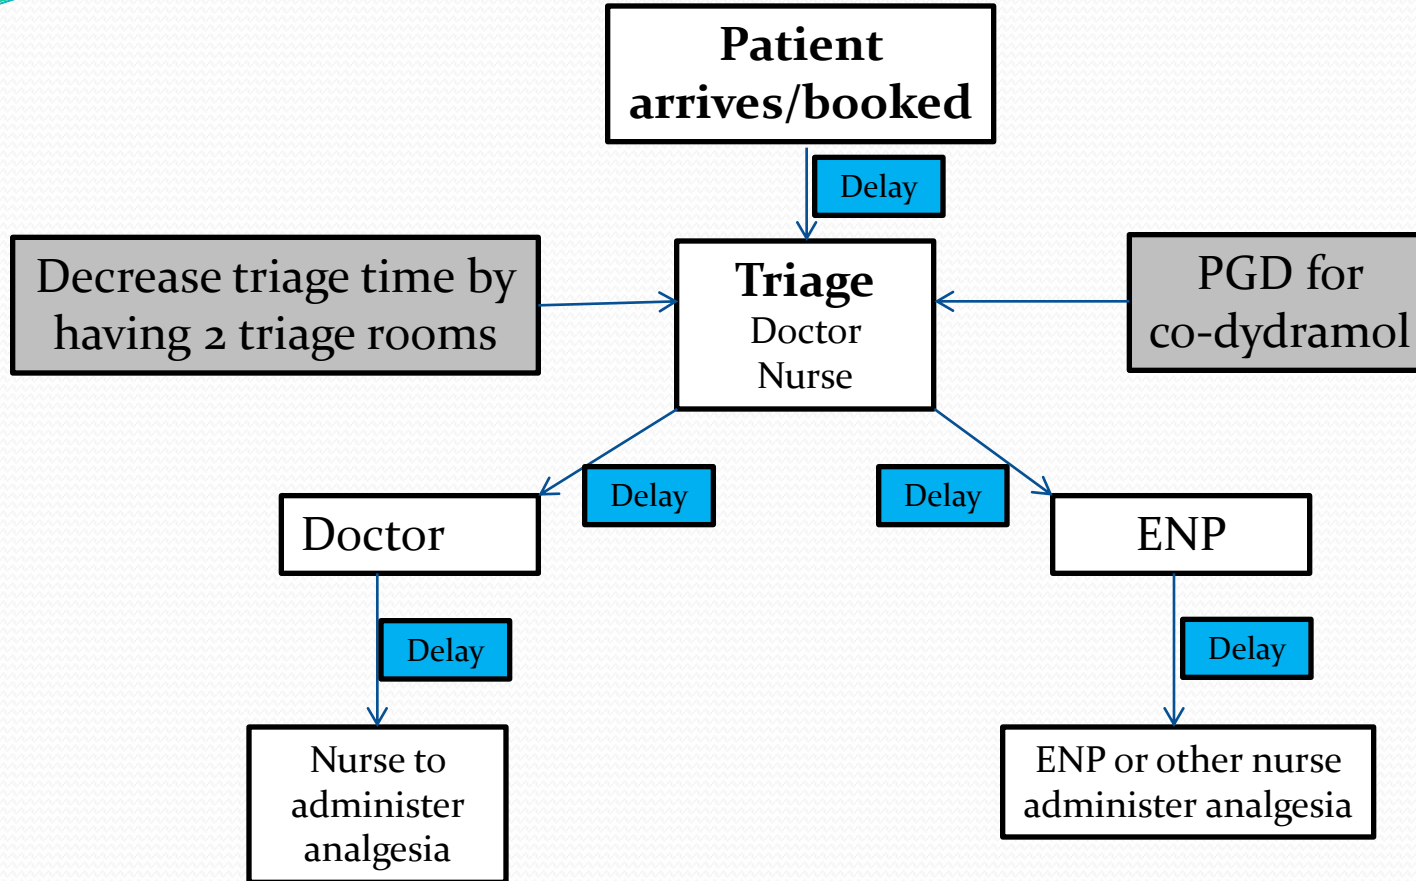 Patient
arrives/booked
Delay
Decrease triage time by
having 2 triage rooms
Triage
Doctor
Nurse
PGD for
co-dydramol
Delay
Delay
Doctor
ENP
Delay
Delay
Nurse to
administer
analgesia
ENP or other nurse
administer analgesia